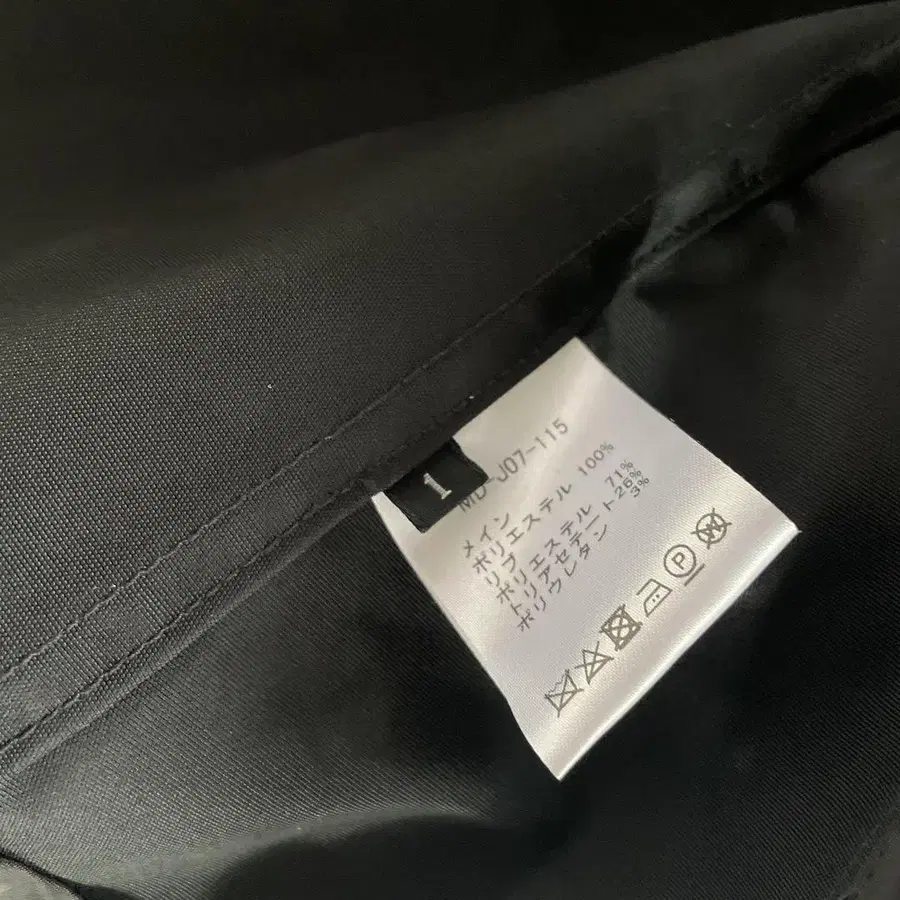 1
MD-J07-115
メイン
ポリエステル 100%
リブ
ポリエステル 71%
トリアセテート 26%
ポリウレタン 3%
P
W